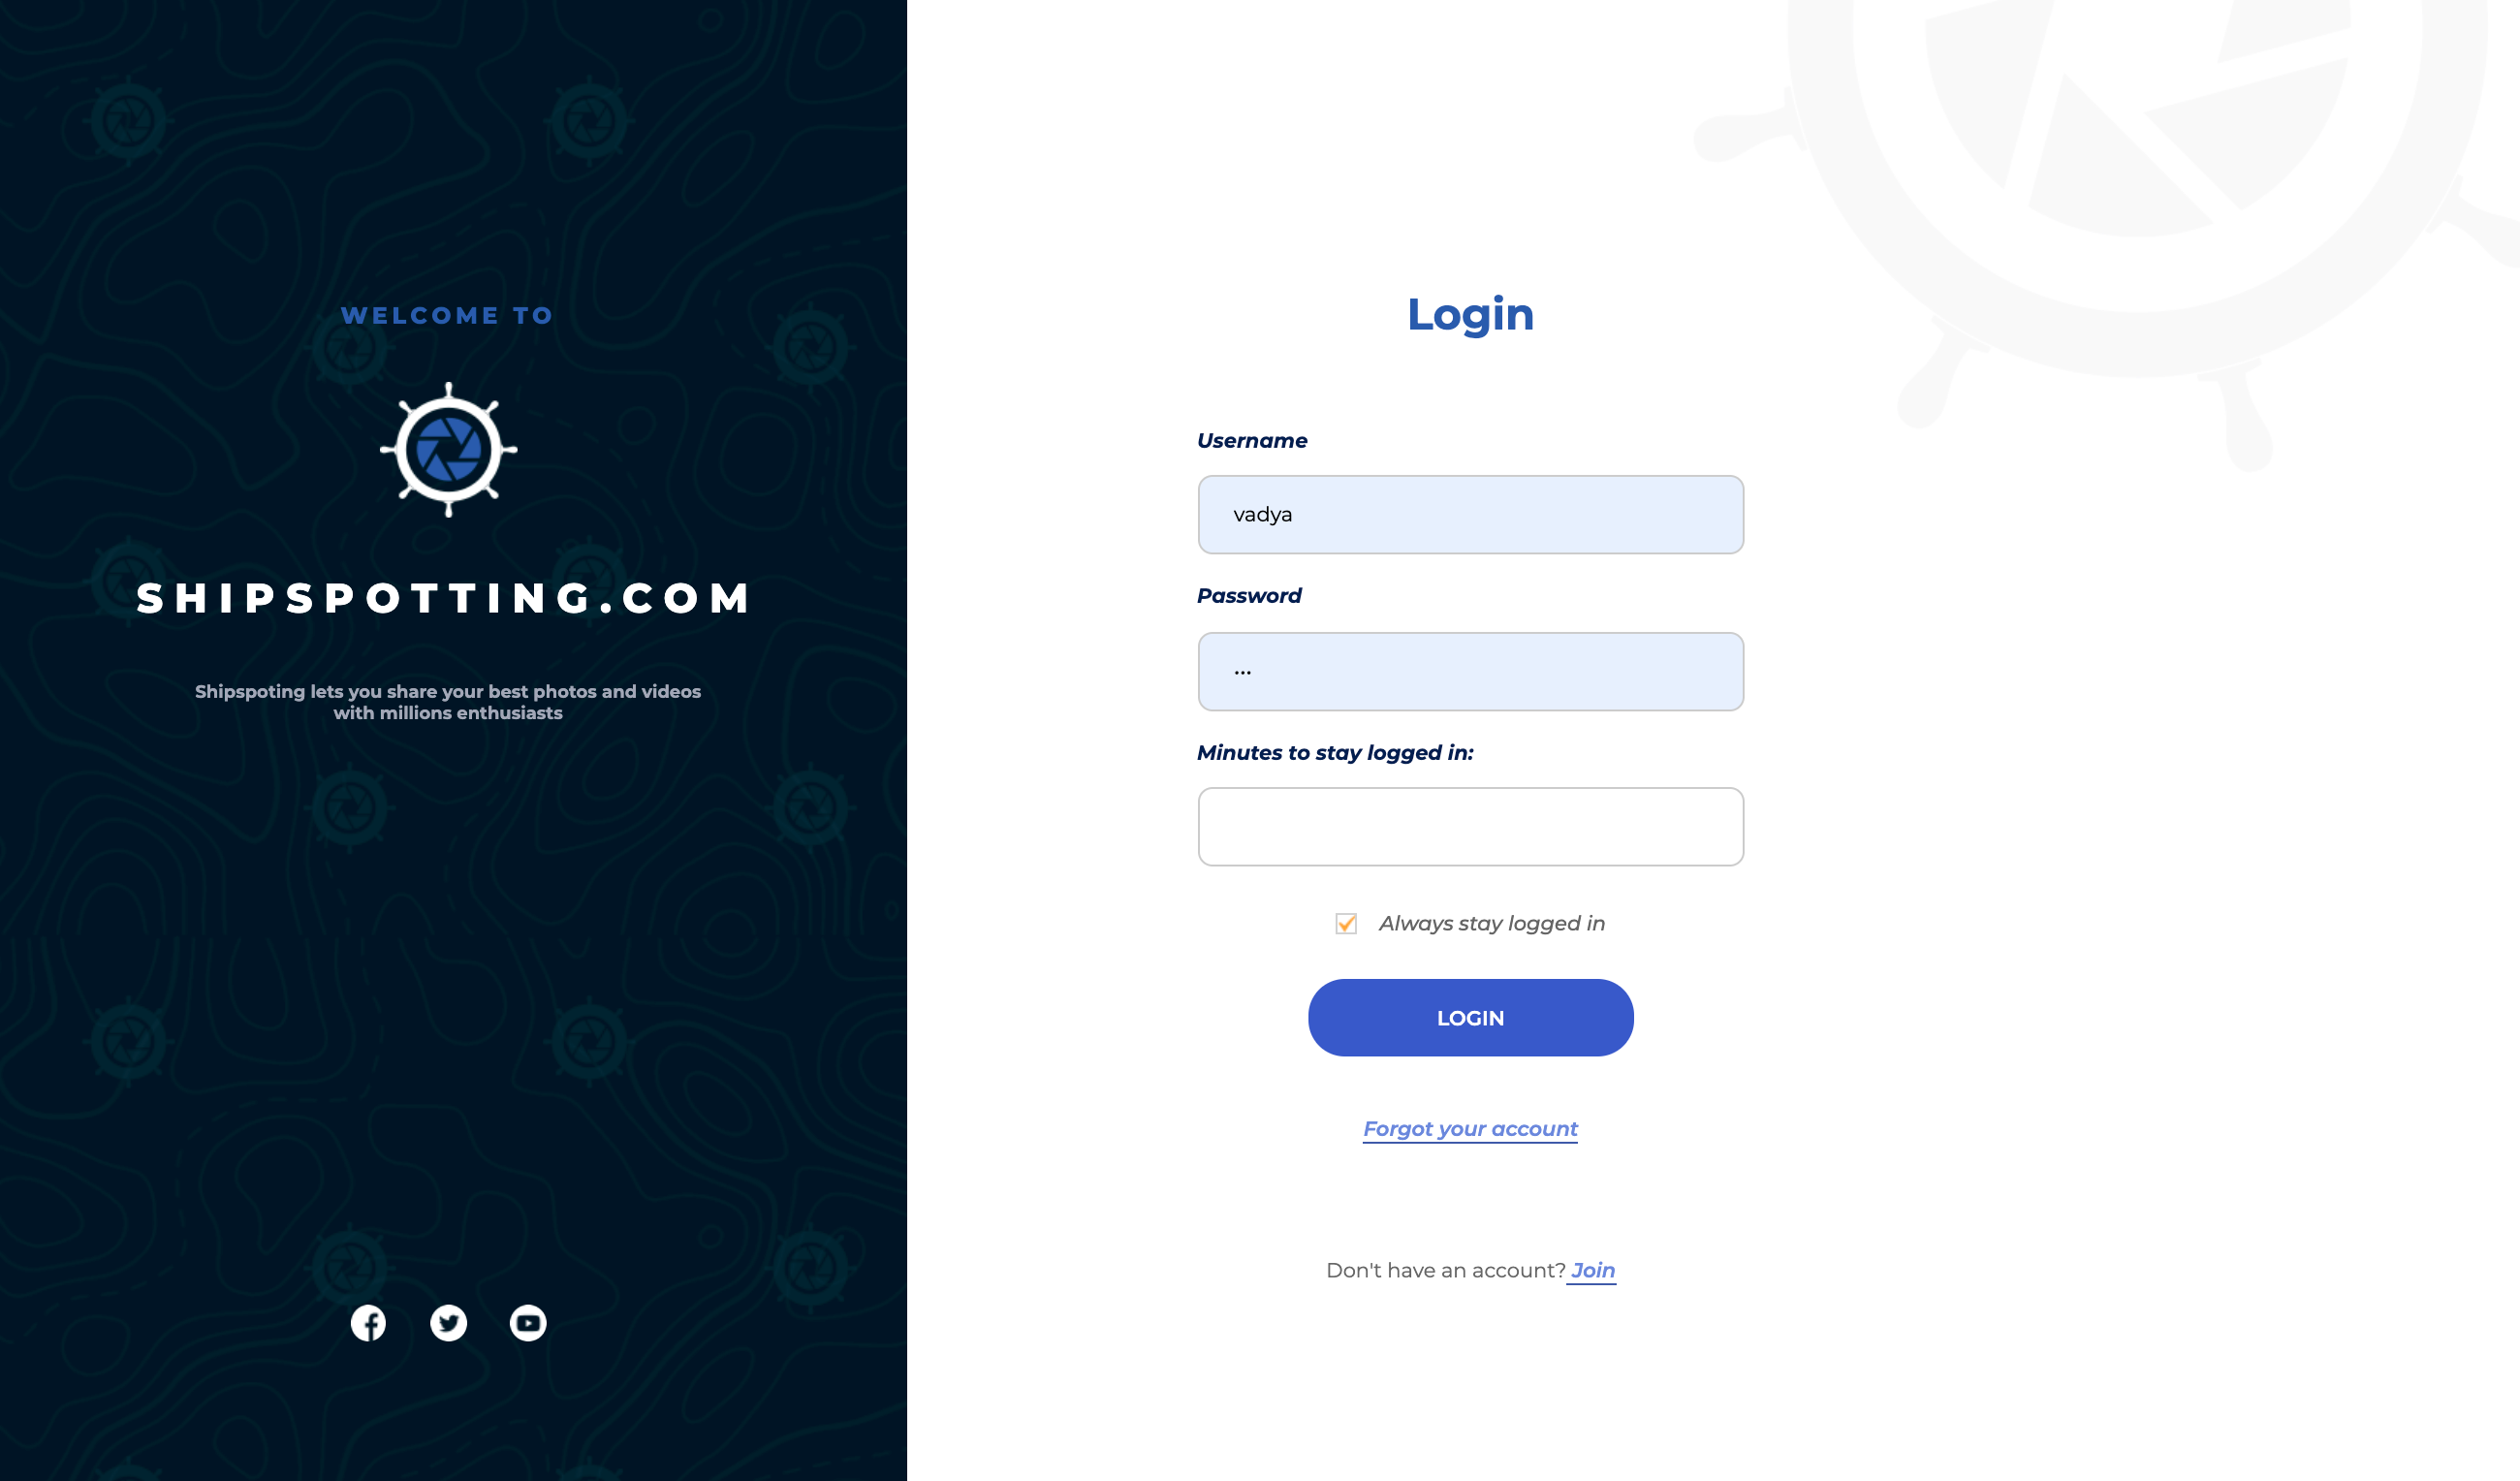 WELCOME TO
SHIPSPOTTING.COM
Shipspoting lets you share your best photos and videos
with millions enthusiasts
Login
Username
vadya
Password
•••
Minutes to stay logged in:
Always stay logged in
LOGIN
Forgot your account
Don't have an account? Join